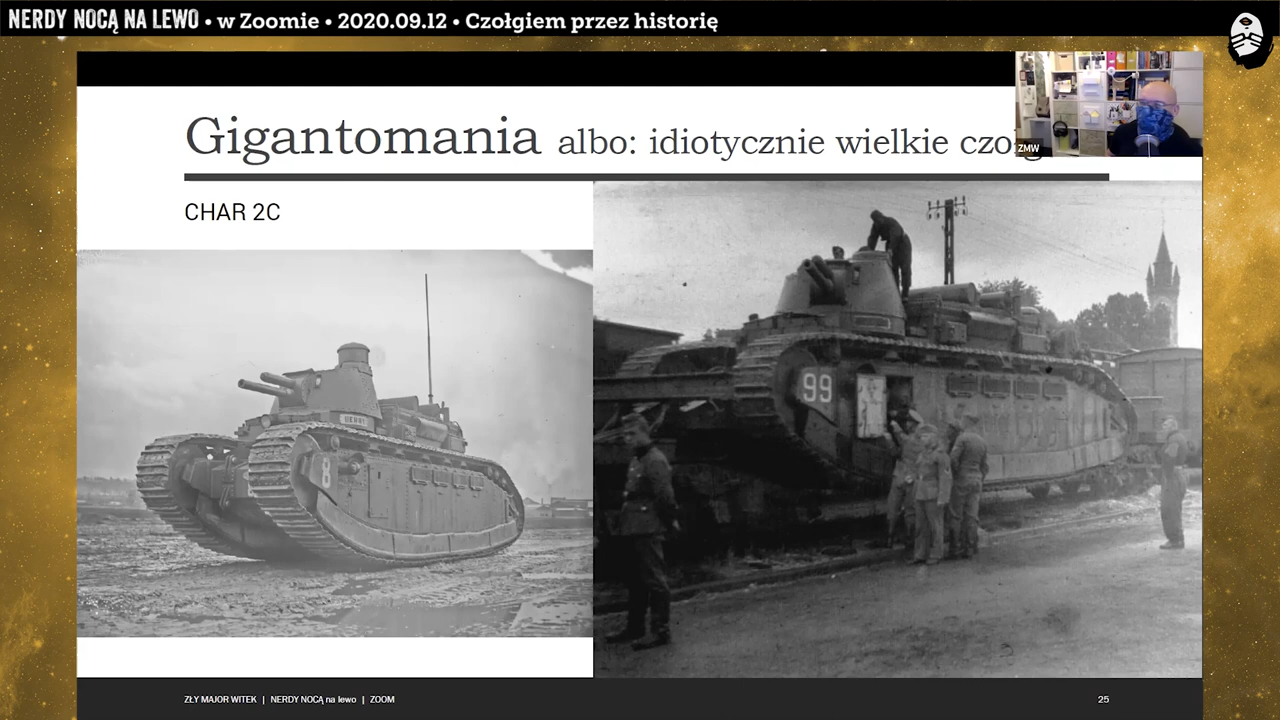 NERDY NOCĄ NA LEWO • w Zoomie • 2020.09.12 • Czołgiem przez historię
Gigantomania albo: idiotycznie wielkie
ZMW
CHAR 2C
99
8
ZŁY MAJOR WITEK | NERDY NOCĄ na lewo | ZOOM
25